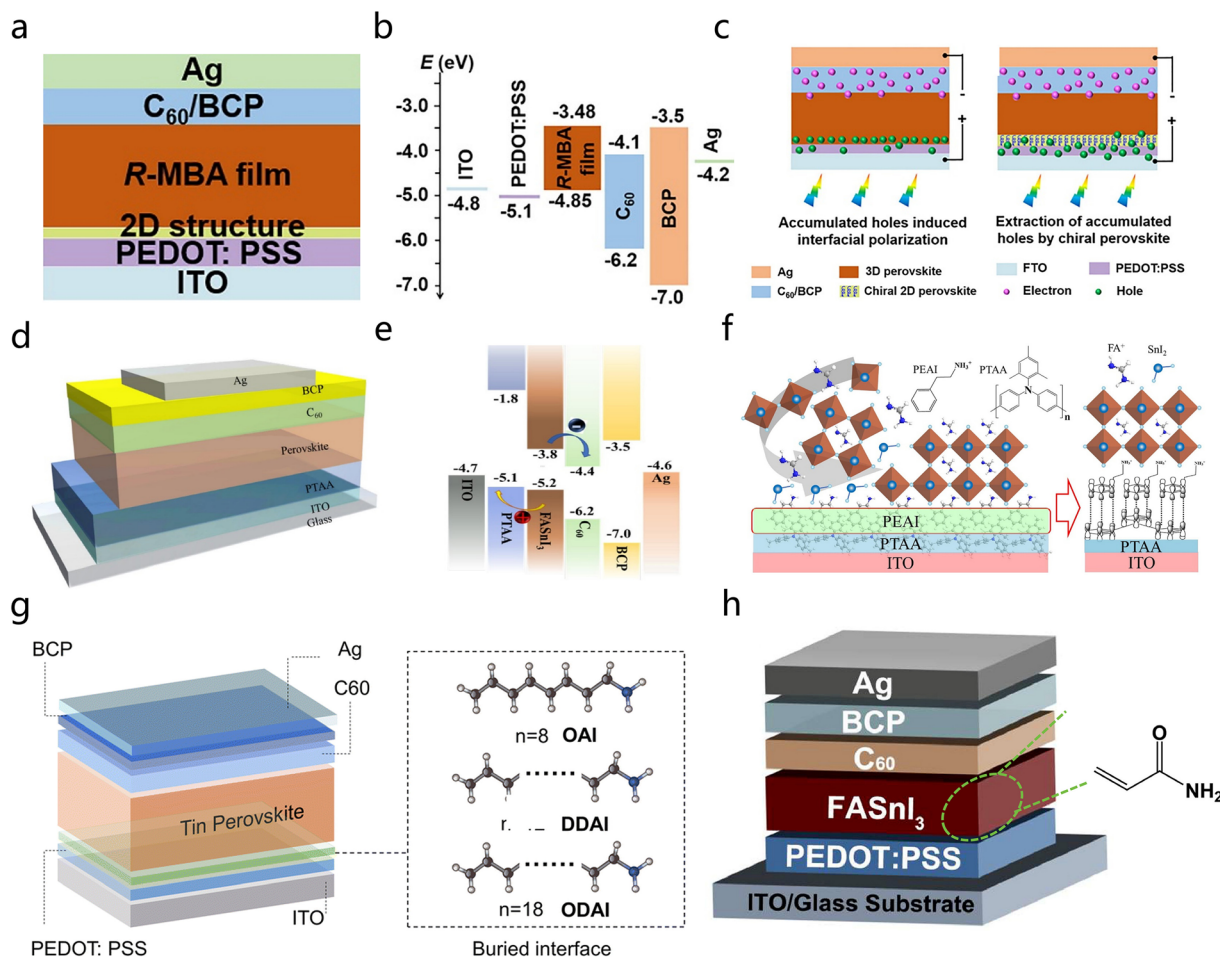 a
Ag
C60/BCP
R-MBA film
2D structure
PEDOT: PSS
ITO
b
E (eV)
-3.0
-4.0
-5.0
-6.0
-7.0
ITO
-4.8
PEDOT:PSS
-5.1
-3.48
R-MBA
film
-4.85
-4.1
C60
-6.2
-3.5
BCP
-7.0
Ag
-4.2
c
-
+
-
+
Accumulated holes induced
interfacial polarization
Extraction of accumulated
holes by chiral perovskite
Ag
3D perovskite
FTO
PEDOT:PSS
C60/BCP
Chiral 2D perovskite
Electron
Hole
d
Ag
BCP
C60
Perovskite
PTAA
ITO
Glass
e
-1.8
-3.8
-4.4
-3.5
-4.7
-5.1
-5.2
-4.6
-6.2
-7.0
ITO
PTAA
FASnI3
C60
BCP
Ag
f
PEAI
NH3+
PTAA
N
n
FA+
SnI2
NH3+
NH3+
NH3+
PEAI
PTAA
ITO
PTAA
ITO
g
BCP
Ag
C60
Tin Perovskite
ITO
PEDOT: PSS
n=8 OAI
DDAI
n=18 ODAI
Buried interface
h
Ag
BCP
C60
FASnI3
PEDOT:PSS
ITO/Glass Substrate
O
NH2